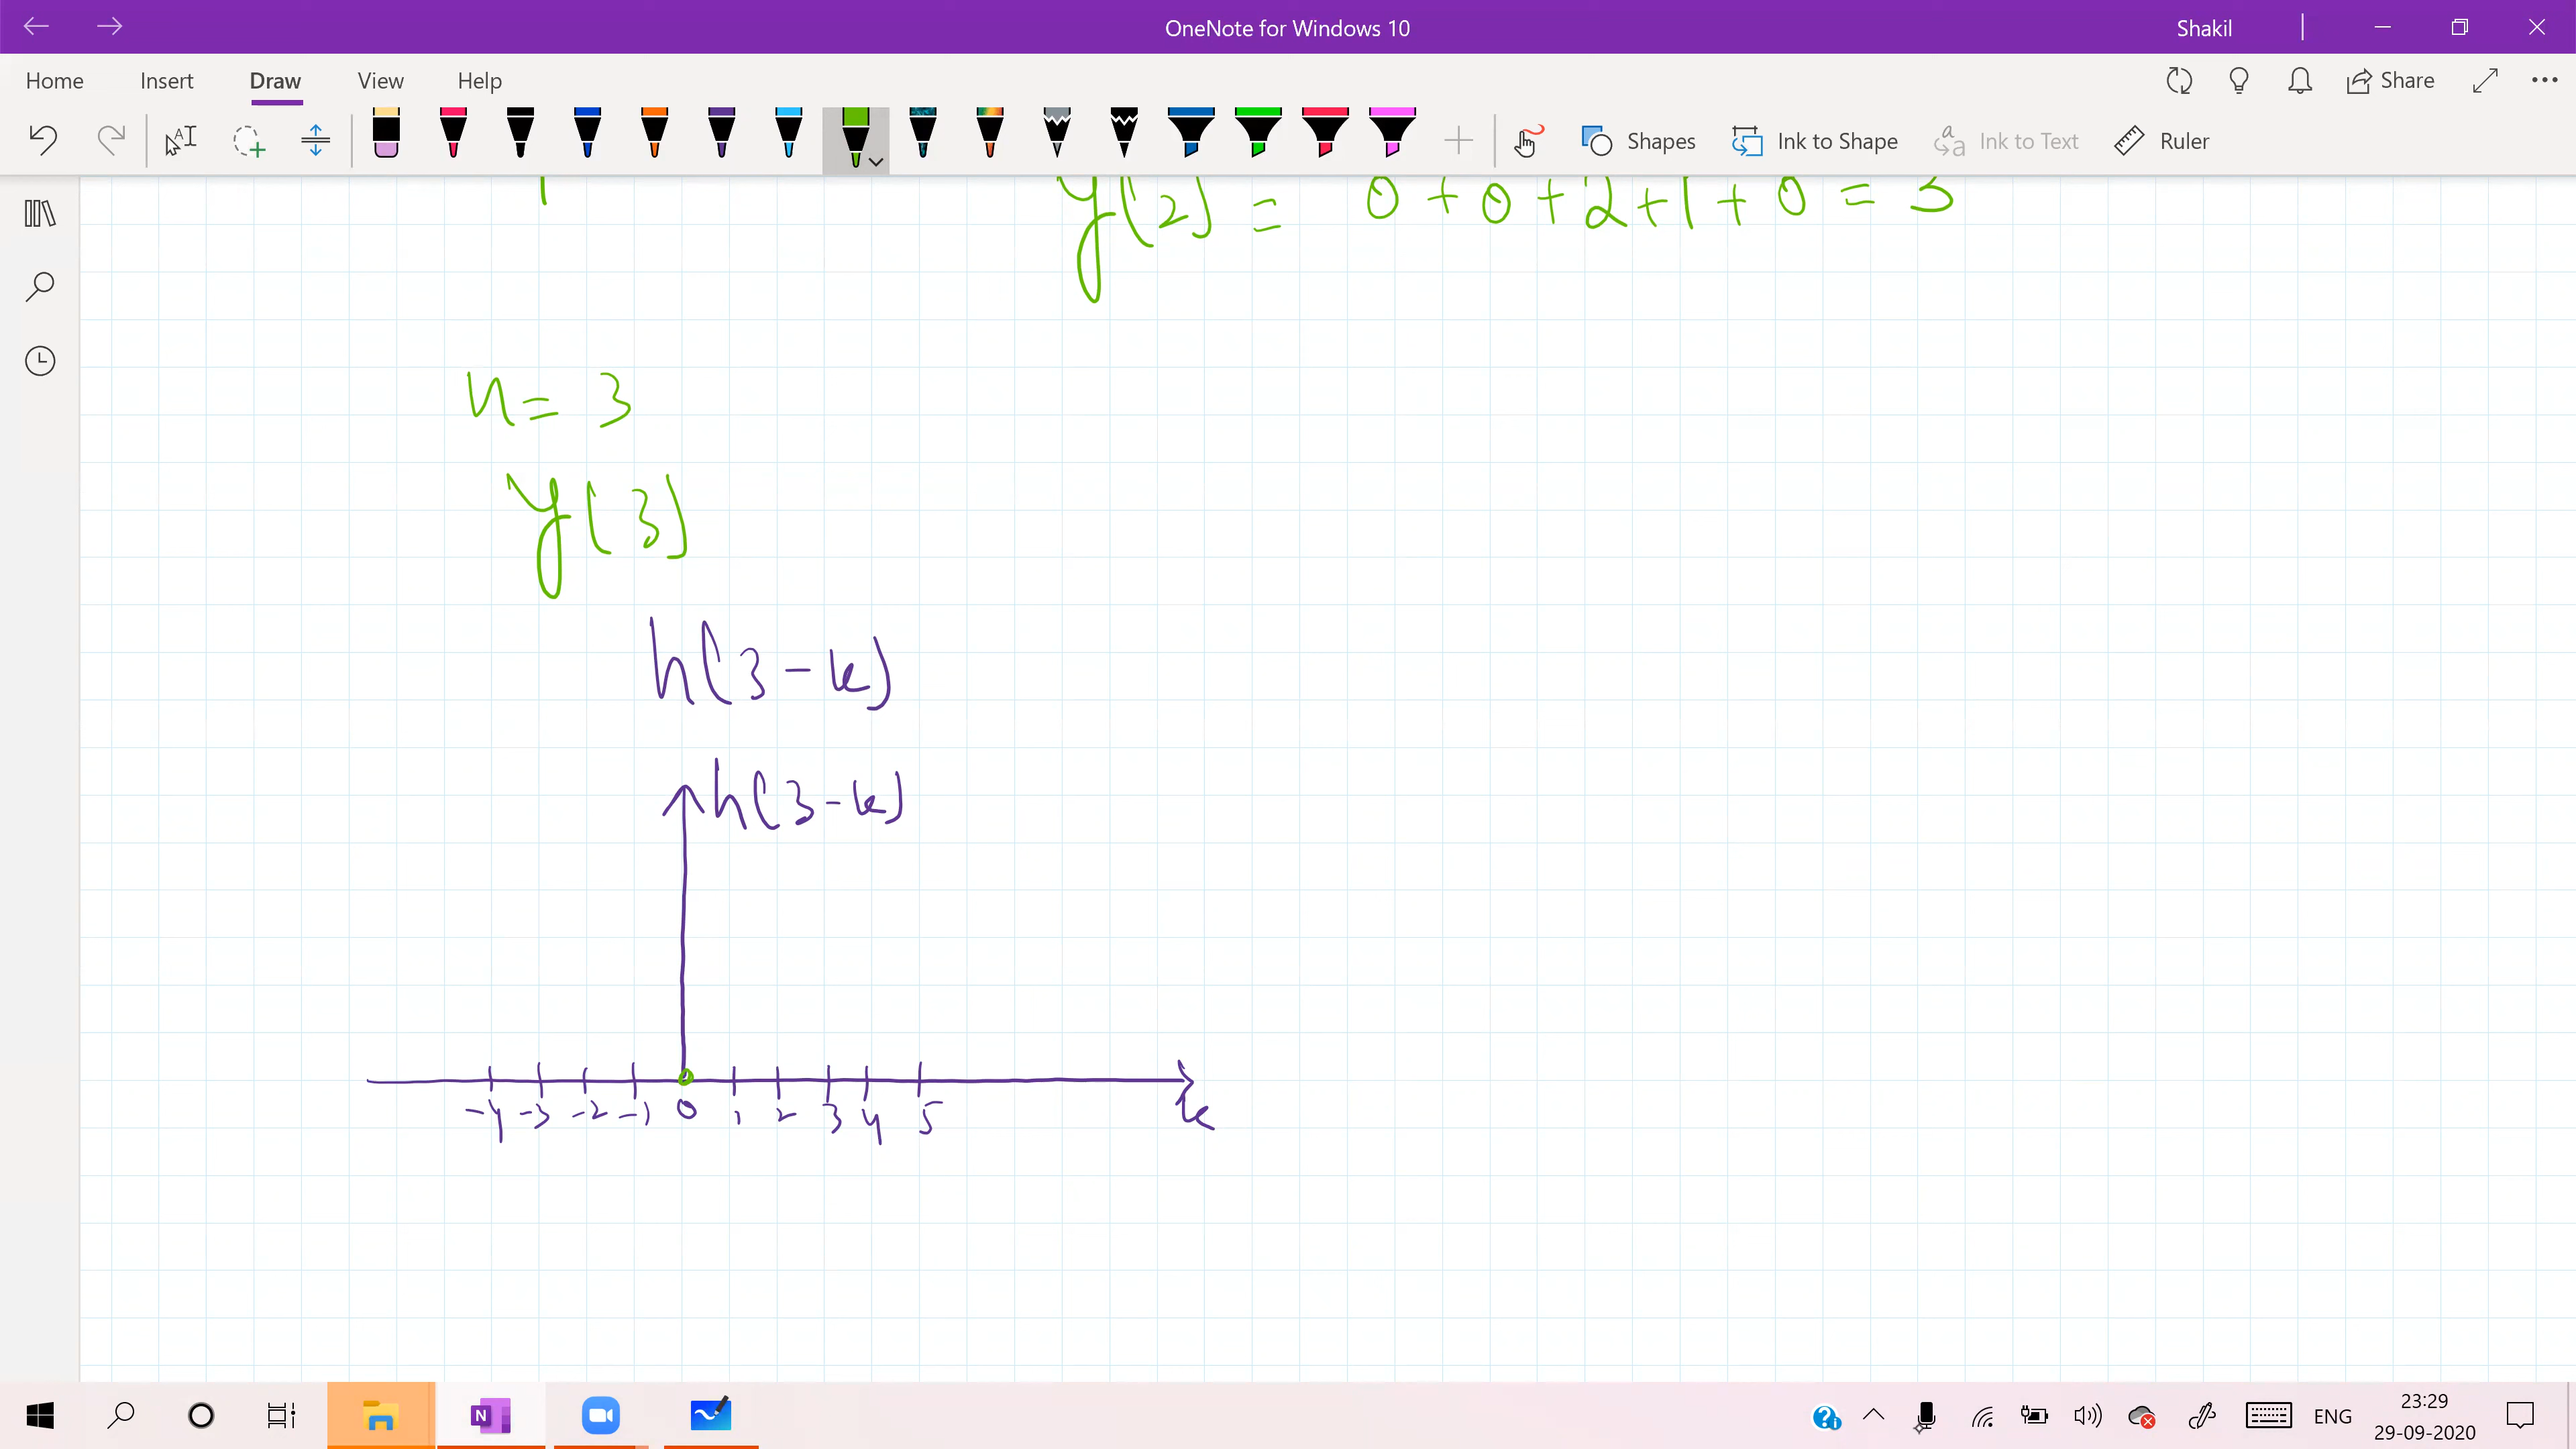 OneNote for Windows 10
Shakil
Home Insert Draw View Help
Share
Shapes Ink to Shape Ink to Text Ruler
y(2) = 0 + 0 + 2 + 1 + 0 = 3
n = 3
y(3)
h(3-k)
h(3-k)
-4 -3 -2 -1 0 1 2 3 4 5
k
ENG
23:29
29-09-2020